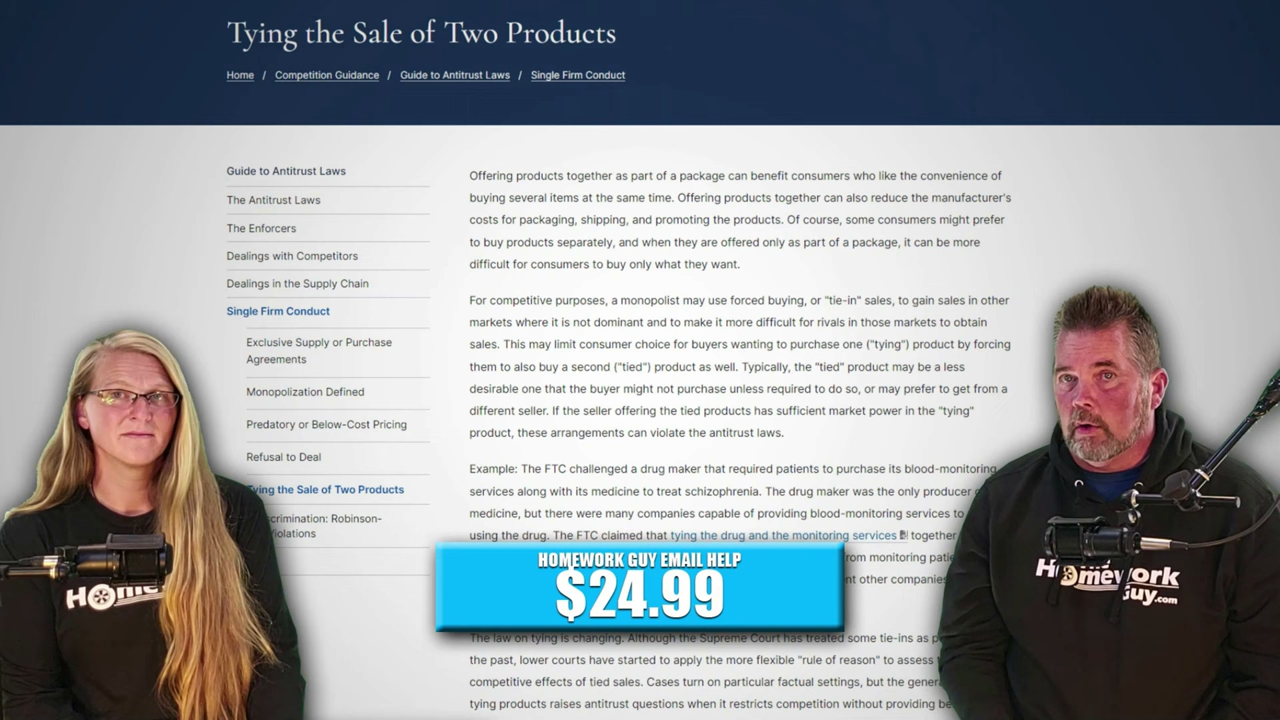 Tying the Sale of Two Products
Home / Competition Guidance / Guide to Antitrust Laws / Single Firm Conduct
Guide to Antitrust Laws
The Antitrust Laws
The Enforcers
Dealings with Competitors
Dealings in the Supply Chain
Single Firm Conduct
Exclusive Supply or Purchase
Agreements
Monopolization Defined
Predatory or Below-Cost Pricing
Refusal to Deal
Tying the Sale of Two Products
scrimination: Robinson-
iolations
Offering products together as part of a package can benefit consumers who like the convenience of
buying several items at the same time. Offering products together can also reduce the manufacturer's
costs for packaging, shipping, and promoting the products. Of course, some consumers might prefer
to buy products separately, and when they are offered only as part of a package, it can be more
difficult for consumers to buy only what they want.
For competitive purposes, a monopolist may use forced buying, or "tie-in" sales, to gain sales in other
markets where it is not dominant and to make it more difficult for rivals in those markets to obtain
sales. This may limit consumer choice for buyers wanting to purchase one ("tying") product by forcing
them to also buy a second ("tied") product as well. Typically, the "tied" product may be a less
desirable one that the buyer might not purchase unless required to do so, or may prefer to get from a
different seller. If the seller offering the tied products has sufficient market power in the "tying"
product, these arrangements can violate the antitrust laws.
Example: The FTC challenged a drug maker that required patients to purchase its blood-monitoring
services along with its medicine to treat schizophrenia. The drug maker was the only producer
medicine, but there were many companies capable of providing blood-monitoring services to
using the drug. The FTC claimed that tying the drug and the monitoring services together
from monitoring patie
nt other companies
The law on tying is changing. Although the Supreme Court has treated some tie-ins as p
the past, lower courts have started to apply the more flexible "rule of reason" to assess
competitive effects of tied sales. Cases turn on particular factual settings, but the gener
tying products raises antitrust questions when it restricts competition without providing be
HOMEWORK GUY EMAIL HELP
$24.99
Home
Homework
Guy.com